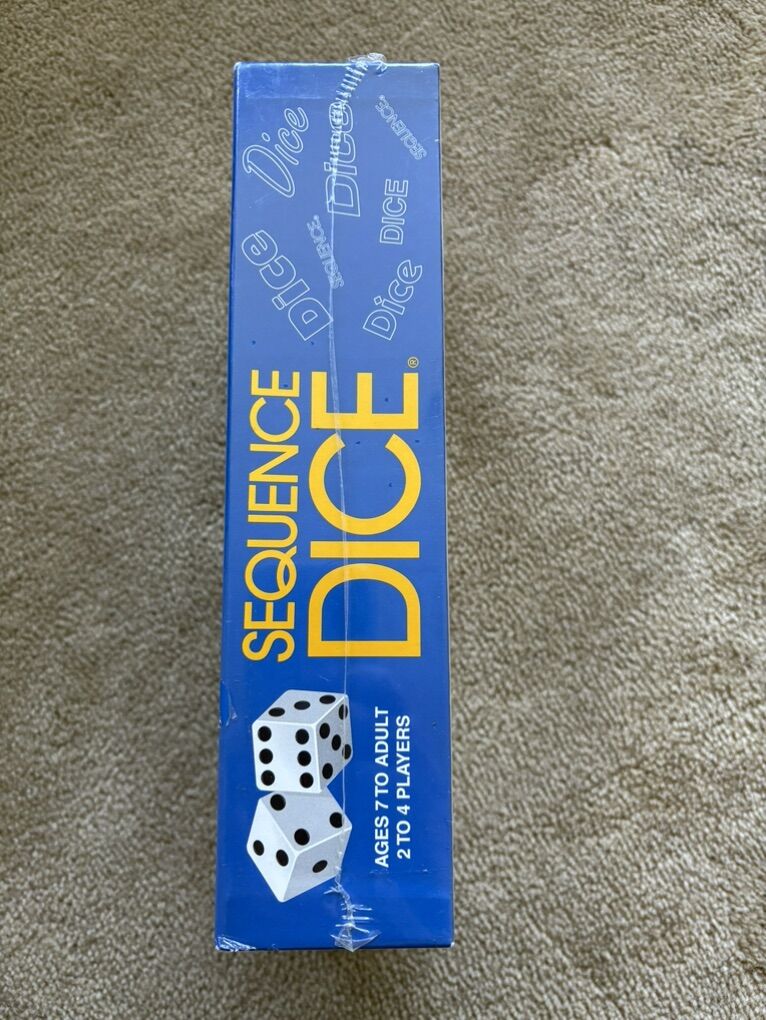 SEQUENCE
DICE®
AGES 7 TO ADULT
2 TO 4 PLAYERS
Dice
Dice
SEQUENCE®
Dice
SEQUENCE®
DICE
Dice